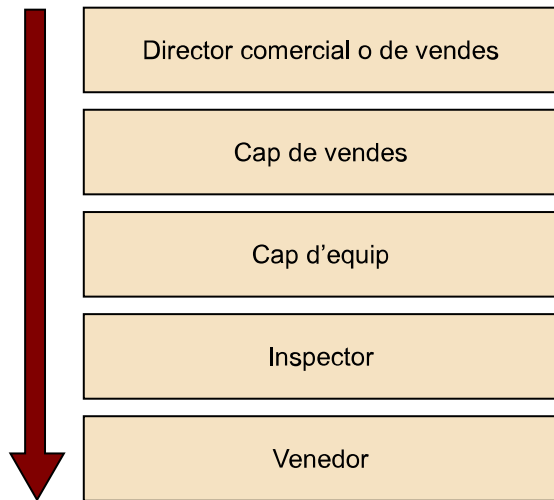 Director comercial o de vendes
Cap de vendes
Cap d’equip
Inspector
Venedor